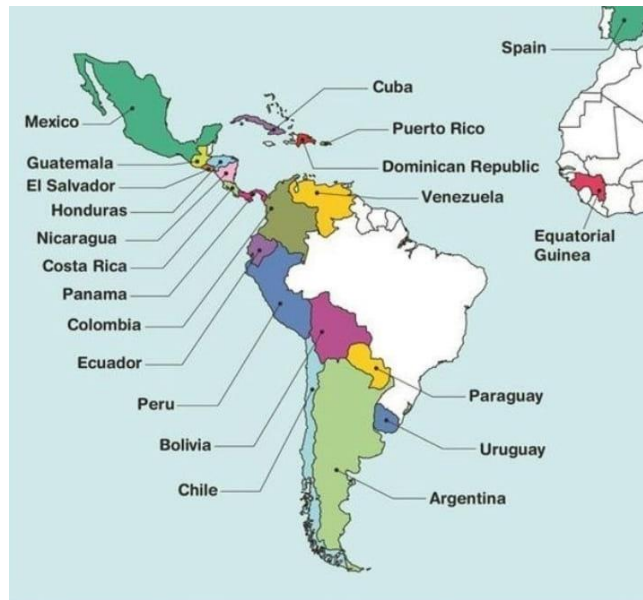 Spain
Cuba
Mexico
Puerto Rico
Guatemala
Dominican Republic
El Salvador
Venezuela
Honduras
Nicaragua
Equatorial
Guinea
Costa Rica
Panama
Colombia
Ecuador
Peru
Paraguay
Bolivia
Uruguay
Chile
Argentina